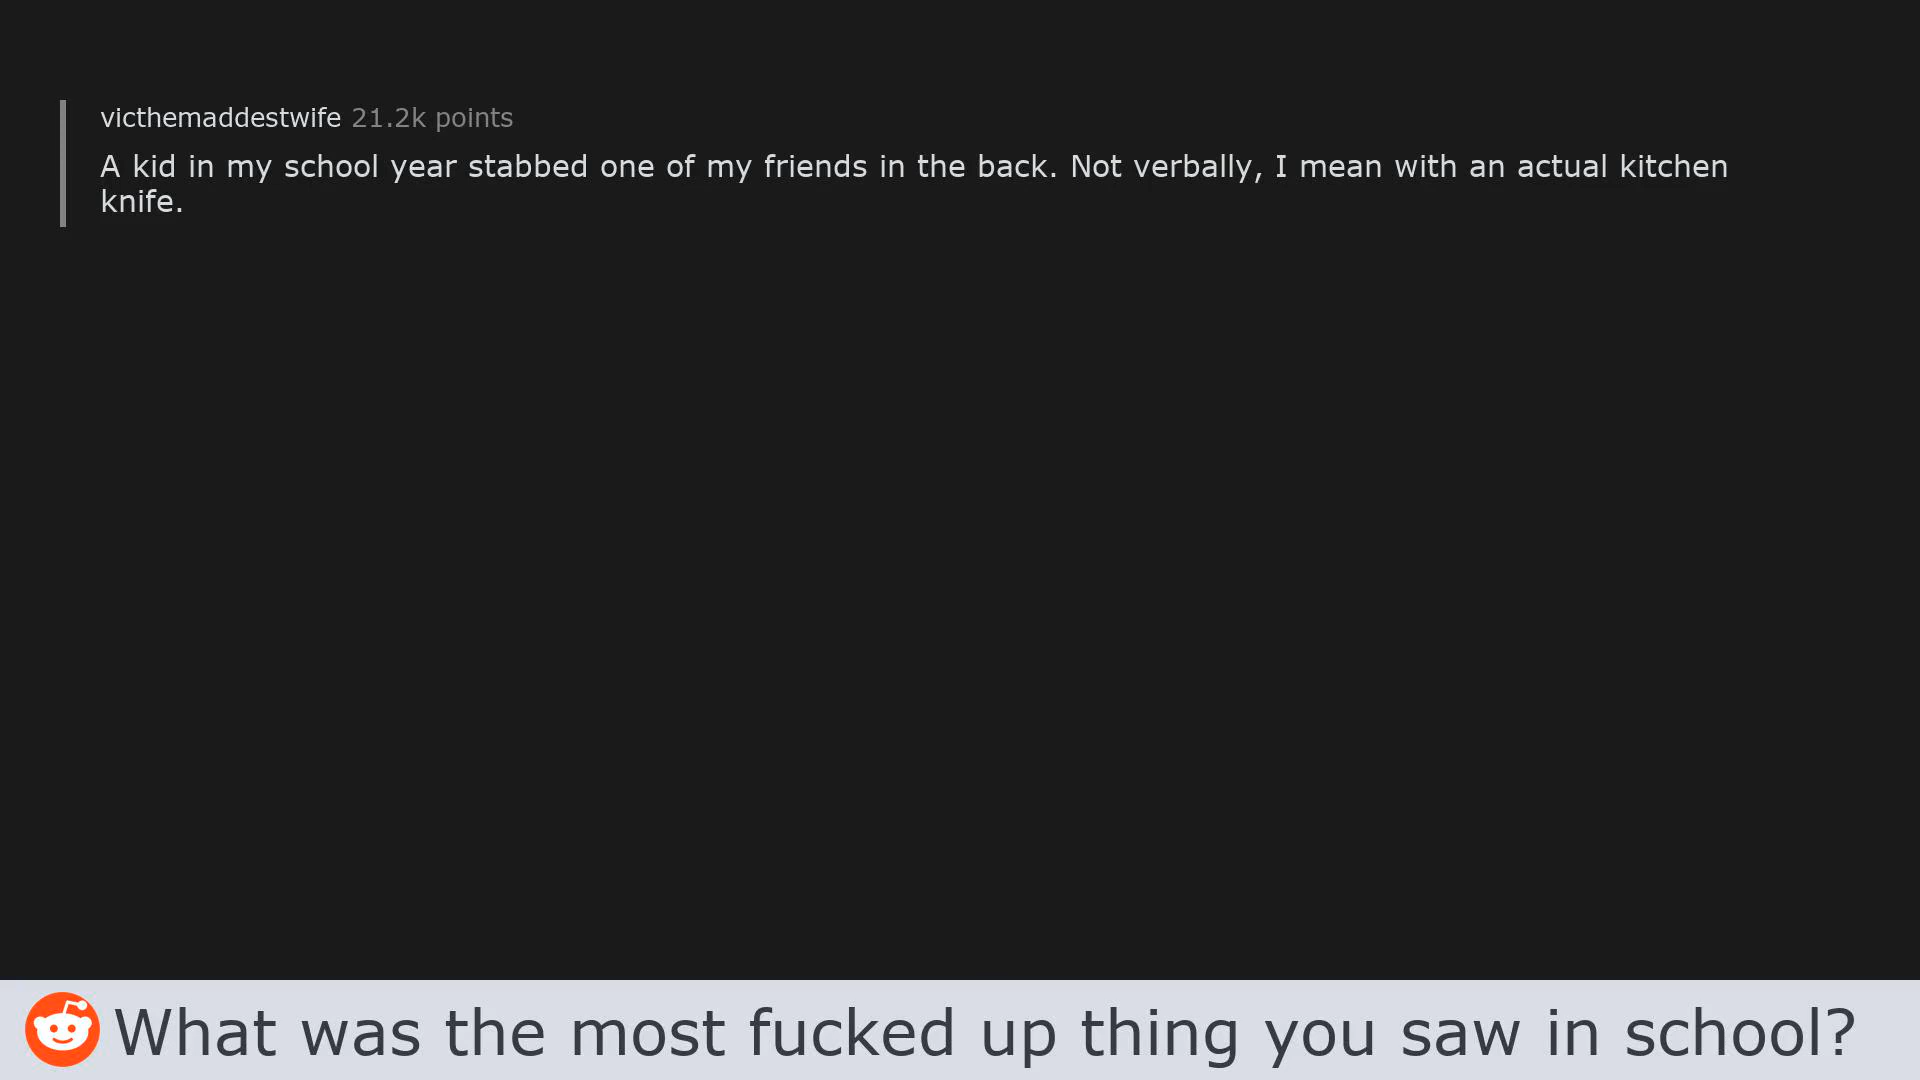 victhemaddestwife 21.2k points
A kid in my school year stabbed one of my friends in the back. Not verbally, I mean with an actual kitchen
knife.
What was the most fucked up thing you saw in school?